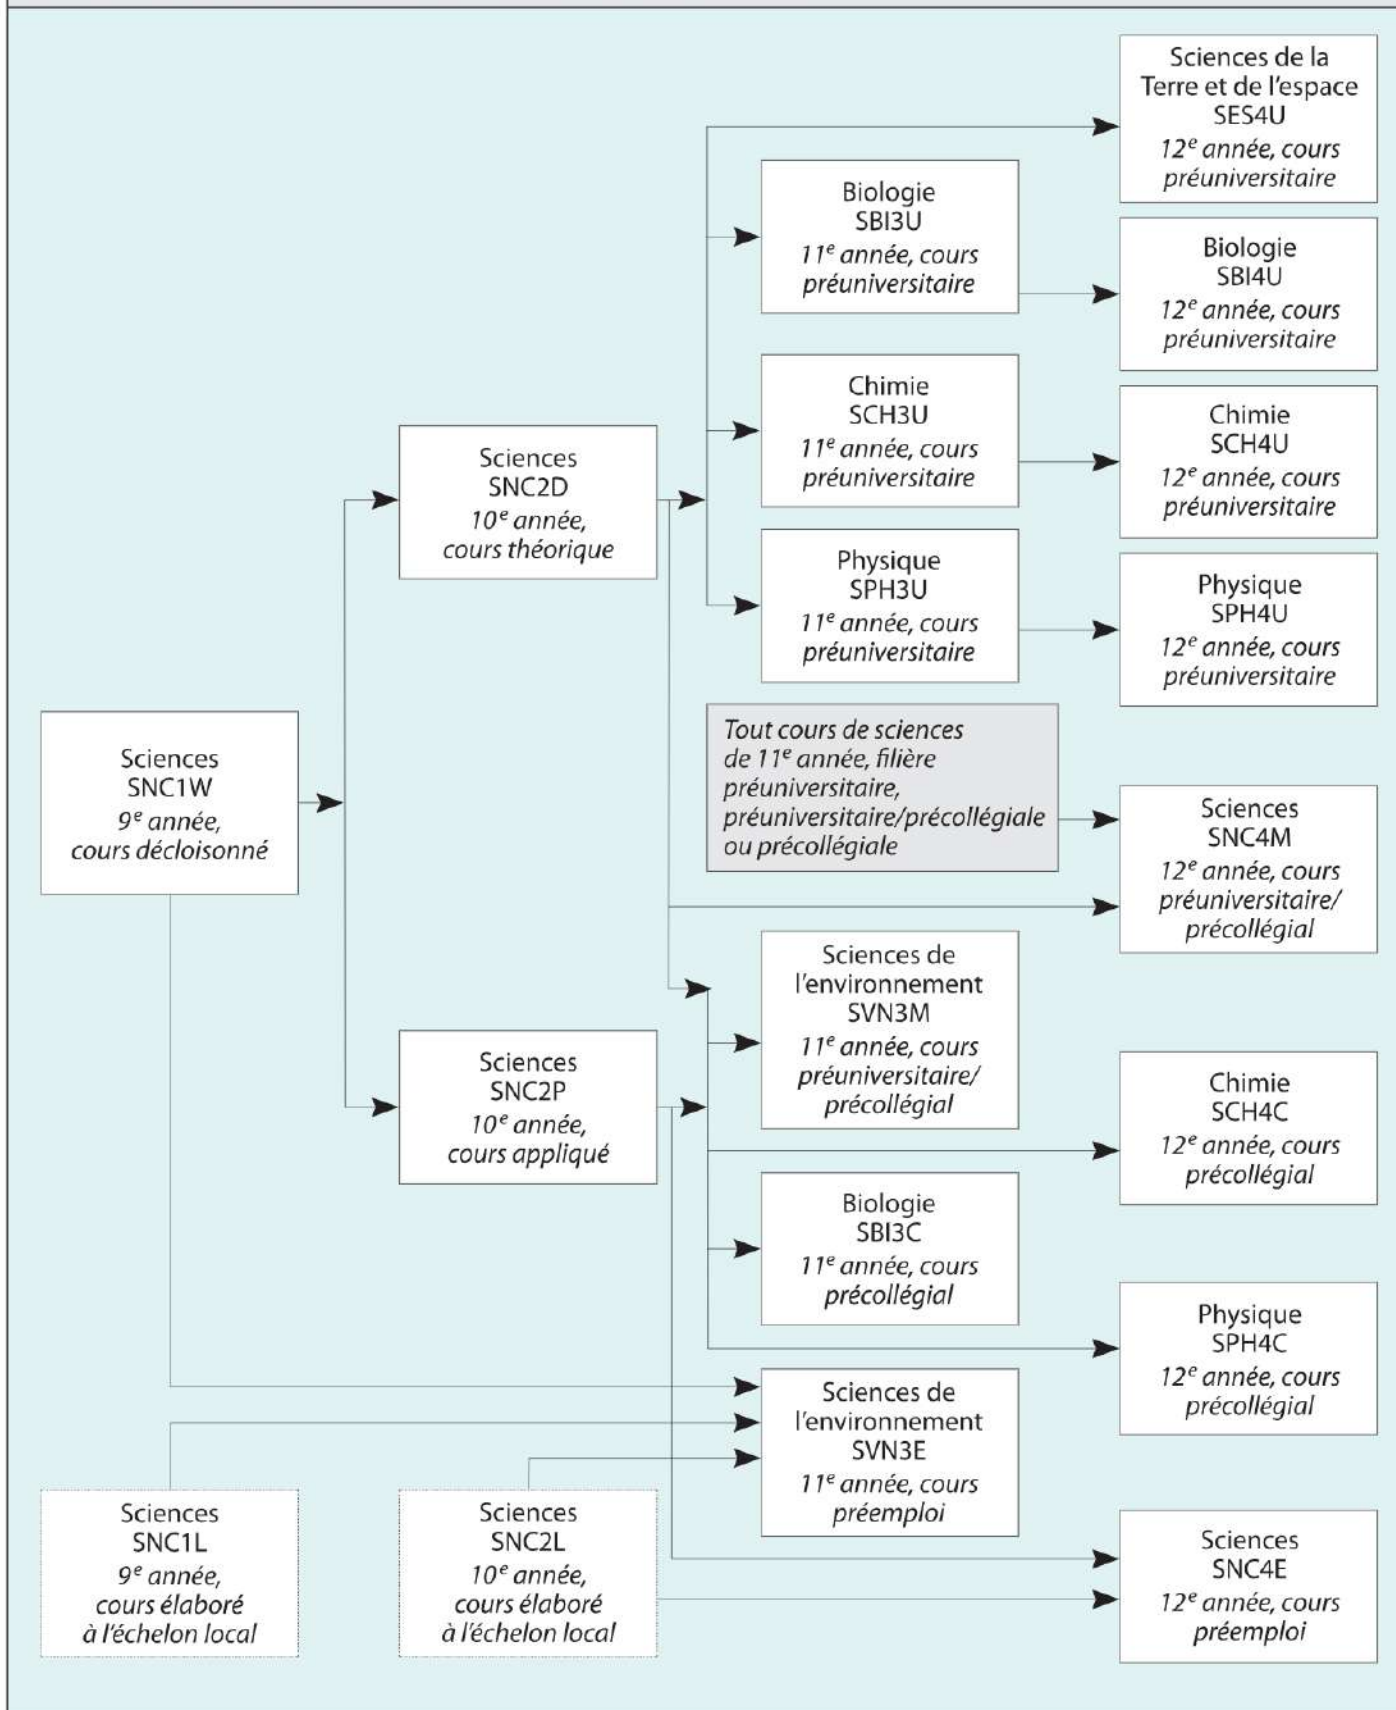 Sciences de la
Terre et de l'espace
SES4U
12e année, cours
préuniversitaire
Biologie
SBI3U
11e année, cours
préuniversitaire
Biologie
SBI4U
12e année, cours
préuniversitaire
Chimie
SCH3U
11e année, cours
préuniversitaire
Chimie
SCH4U
12e année, cours
préuniversitaire
Sciences
SNC2D
10e année,
cours théorique
Physique
SPH3U
11e année, cours
préuniversitaire
Physique
SPH4U
12e année, cours
préuniversitaire
Sciences
SNC1W
9e année,
cours décloisonné
Tout cours de sciences
de 11e année, filière
préuniversitaire,
préuniversitaire/précollégiale
ou précollégiale
Sciences
SNC4M
12e année, cours
préuniversitaire/
précollégial
Sciences de
l'environnement
SVN3M
11e année, cours
préuniversitaire/
précollégial
Sciences
SNC2P
10e année,
cours appliqué
Chimie
SCH4C
12e année, cours
précollégial
Biologie
SBI3C
11e année, cours
précollégial
Physique
SPH4C
12e année, cours
précollégial
Sciences de
l'environnement
SVN3E
11e année, cours
préemploi
Sciences
SNC1L
9e année,
cours élaboré
à l'échelon local
Sciences
SNC2L
10e année,
cours élaboré
à l'échelon local
Sciences
SNC4E
12e année, cours
préemploi